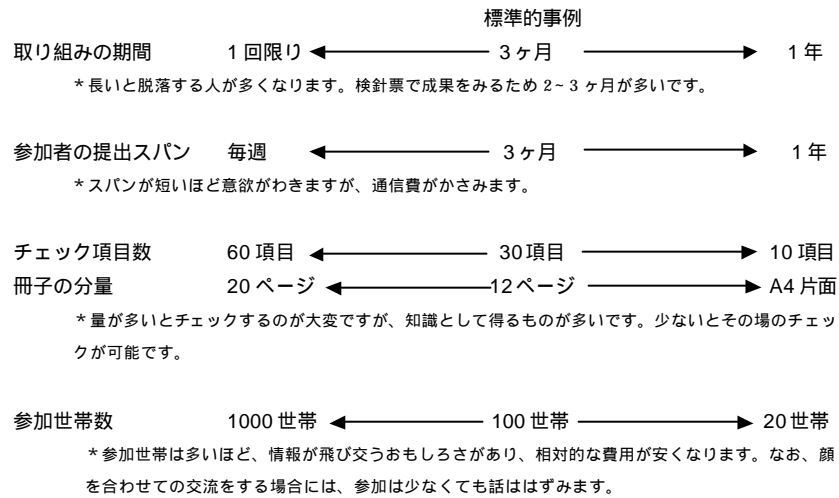 標準的事例
取り組みの期間 1回限り 3ヶ月 1年
*長いと脱落する人が多くなります。検針票で成果をみるため2~3ヶ月が多いです。
参加者の提出スパン 毎週 3ヶ月 1年
*スパンが短いほど意欲がわきますが、通信費がかさみます。
チェック項目数 60項目 30項目 10項目
冊子の分量 20ページ 12ページ A4片面
*量が多いとチェックするのが大変ですが、知識として得るものが多いです。少ないとその場のチェッ
クが可能です。
参加世帯数 1000世帯 100世帯 20世帯
*参加世帯は多いほど、情報が飛び交うおもしろさがあり、相対的な費用が安くなります。なお、顔
を合わせての交流をする場合には、参加は少なくても話ははずみます。